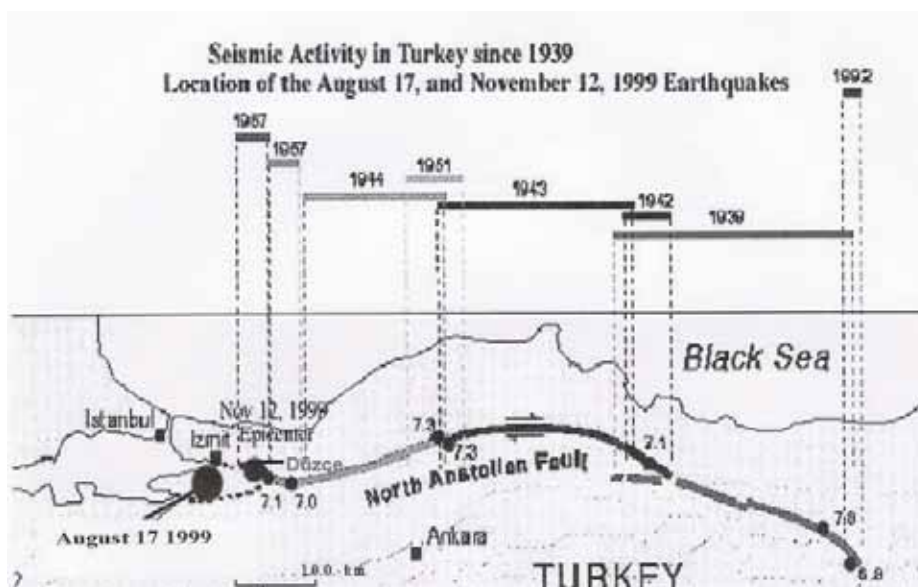 Seismic Activity in Turkey since 1939
Location of the August 17, and November 12, 1999 Earthquakes
1992
1967
1957
1951
1944
1943
1942
1939
Black Sea
Istanbul
Nov 12, 1999
Epicenter
Izmit
Düzce
7.1
7.0
7.3
7.3
2.1
North Anatolian Fault
August 17 1999
Ankara
100 km
TURKEY
7.8
6.8